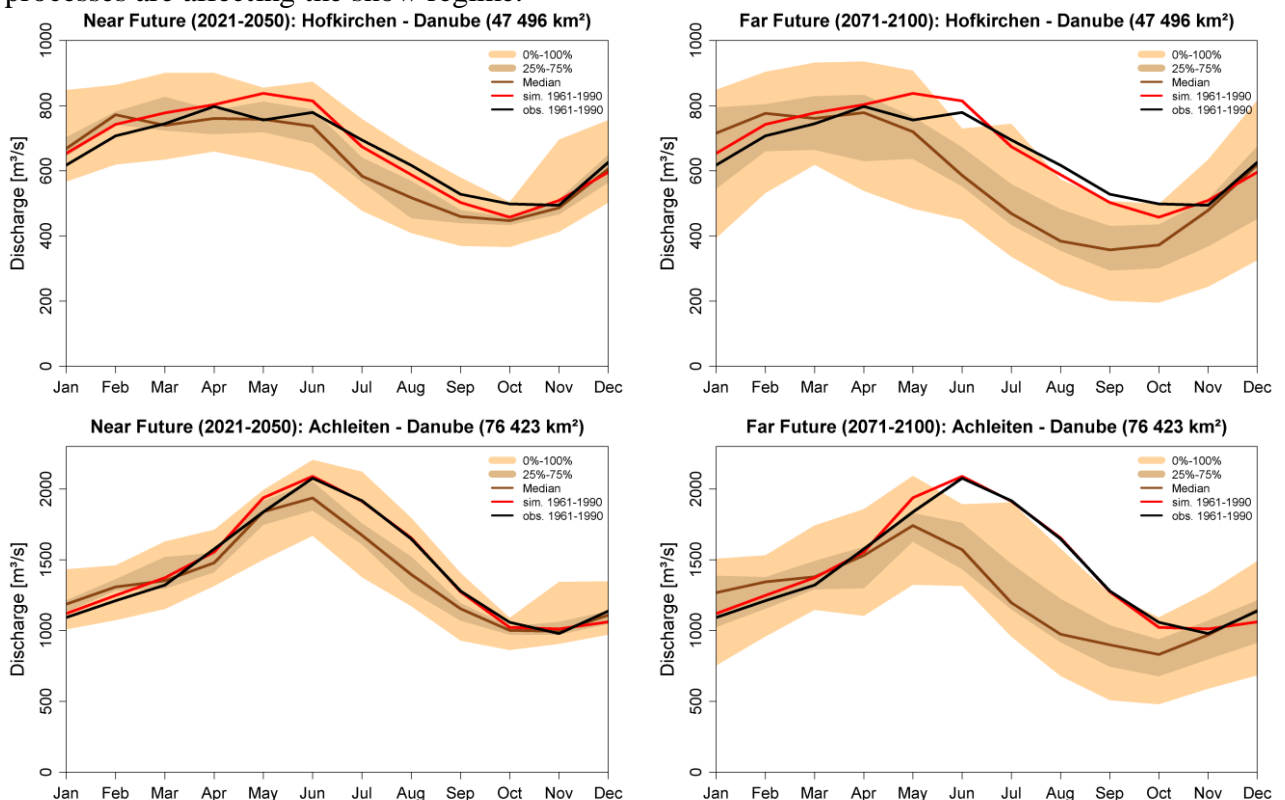 processes are affecting the snow regime.
Near Future (2021-2050): Hofkirchen - Danube (47 496 km²)
1000
800
600
400
200
0
Discharge [m³/s]
0%-100%
25%-75%
Median
sim. 1961-1990
obs. 1961-1990
Jan Feb Mar Apr May Jun Jul Aug Sep Oct Nov Dec
Far Future (2071-2100): Hofkirchen - Danube (47 496 km²)
1000
800
600
400
200
0
Discharge [m³/s]
0%-100%
25%-75%
Median
sim. 1961-1990
obs. 1961-1990
Jan Feb Mar Apr May Jun Jul Aug Sep Oct Nov Dec
Near Future (2021-2050): Achleiten - Danube (76 423 km²)
2000
1500
1000
500
0
Discharge [m³/s]
0%-100%
25%-75%
Median
sim. 1961-1990
obs. 1961-1990
Jan Feb Mar Apr May Jun Jul Aug Sep Oct Nov Dec
Far Future (2071-2100): Achleiten - Danube (76 423 km²)
2000
1500
1000
500
0
Discharge [m³/s]
0%-100%
25%-75%
Median
sim. 1961-1990
obs. 1961-1990
Jan Feb Mar Apr May Jun Jul Aug Sep Oct Nov Dec